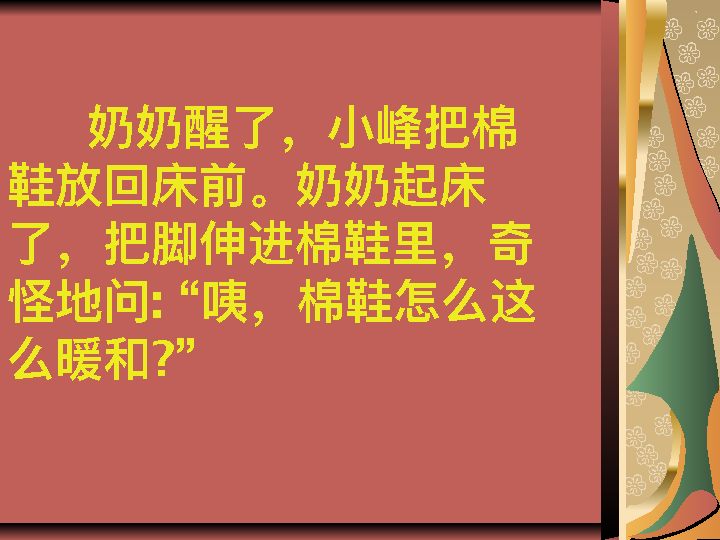 奶奶醒了，小峰把棉
鞋放回床前。奶奶起床
了，把脚伸进棉鞋里，奇
怪地问:“咦，棉鞋怎么这
么暖和?”